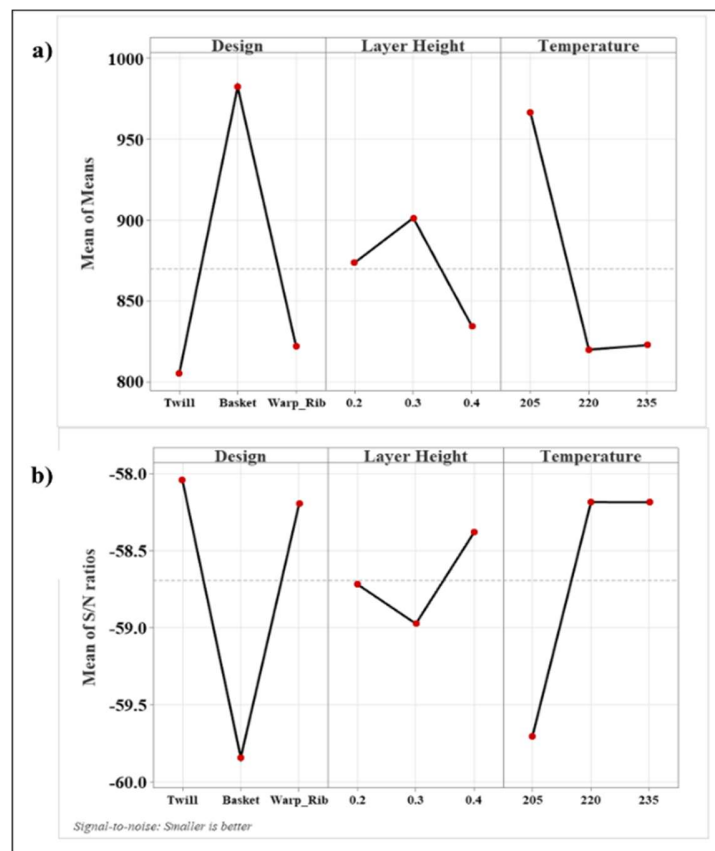 a)
Design Layer Height Temperature
Mean of Means
1000
950
900
850
800
Twill Basket Warp_Rib 0.2 0.3 0.4 205 220 235
b)
Design Layer Height Temperature
Mean of S/N ratios
-58.0
-58.5
-59.0
-59.5
-60.0
Twill Basket Warp_Rib 0.2 0.3 0.4 205 220 235
Signal-to-noise: Smaller is better